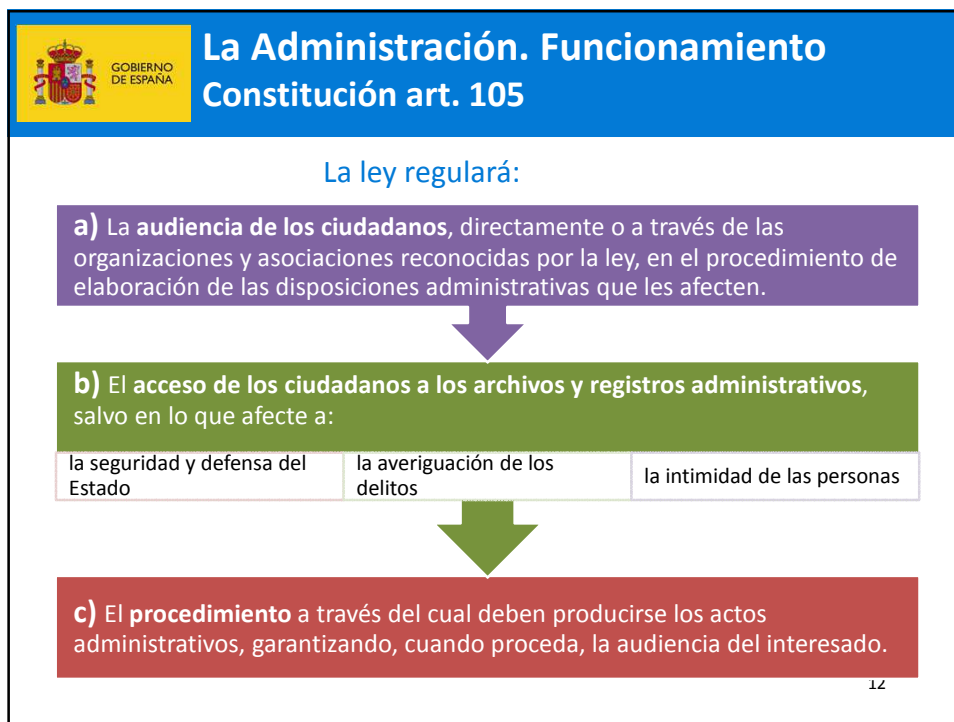 GOBIERNO
DE ESPAÑA
La Administración. Funcionamiento
Constitución art. 105
La ley regulará:
a) La audiencia de los ciudadanos, directamente o a través de las
organizaciones y asociaciones reconocidas por la ley, en el procedimiento de
elaboración de las disposiciones administrativas que les afecten.
b) El acceso de los ciudadanos a los archivos y registros administrativos,
salvo en lo que afecte a:
la seguridad y defensa del
Estado
la averiguación de los
delitos
la intimidad de las personas
c) El procedimiento a través del cual deben producirse los actos
administrativos, garantizando, cuando proceda, la audiencia del interesado.
12